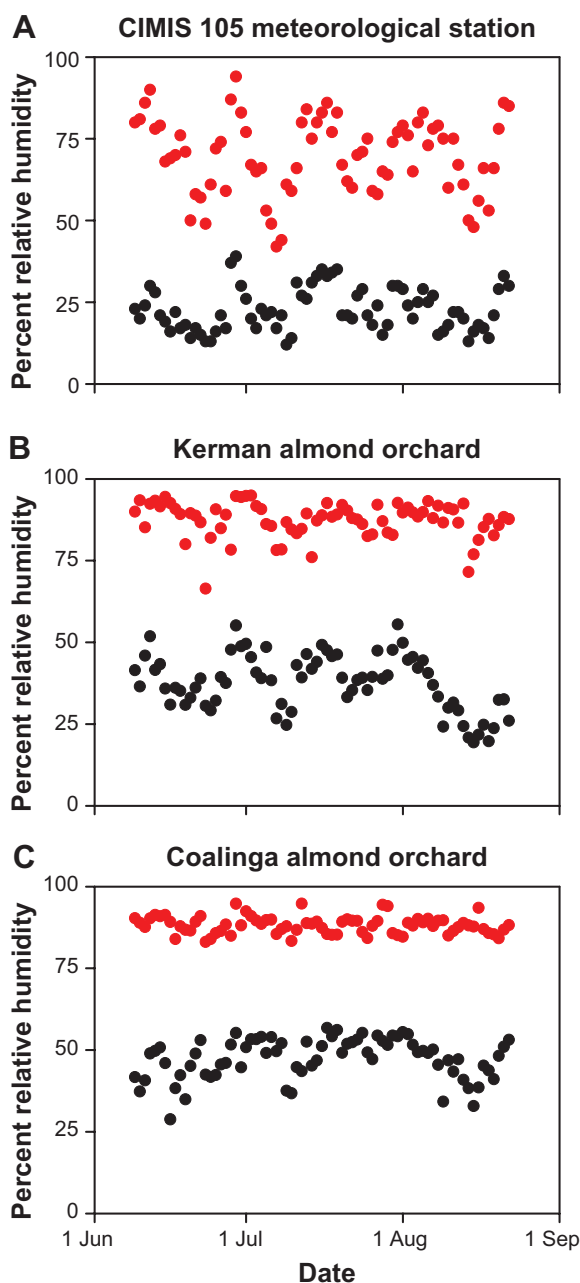 A CIMIS 105 meteorological station
100
75
50
25
0
Percent relative humidity
B Kerman almond orchard
100
75
50
25
0
Percent relative humidity
C Coalinga almond orchard
100
75
50
25
0
Percent relative humidity
1 Jun 1 Jul 1 Aug 1 Sep
Date